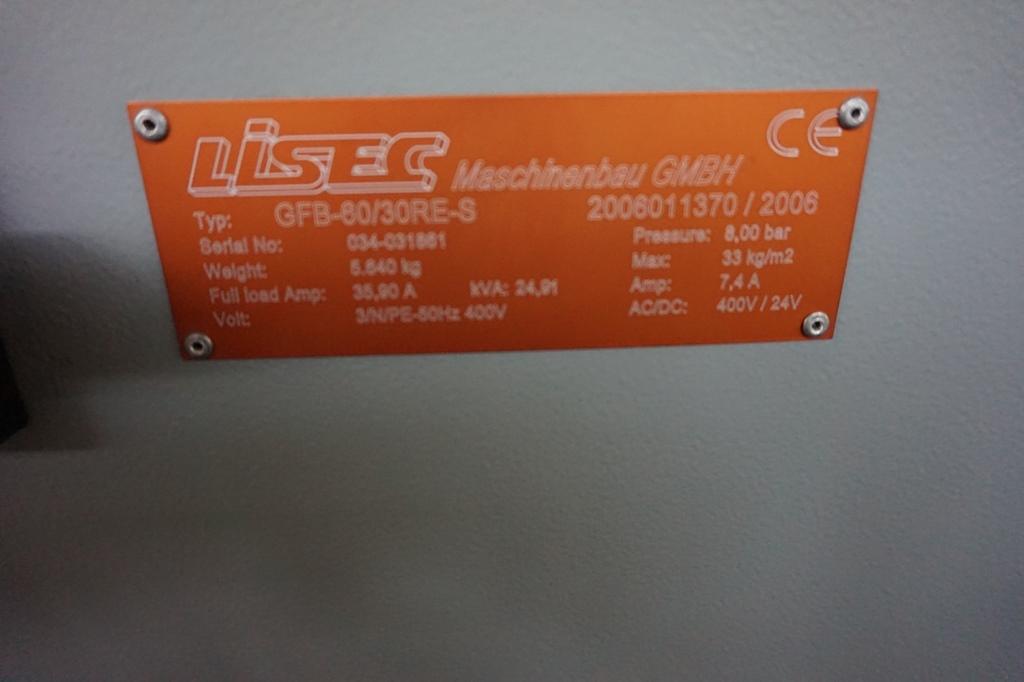 LiSEC Maschinenbau GMBH CE
Typ: GFB-60/30RE-S 2006011370 / 2006
Serial No: 034-031861 Pressure: 8,00 bar
Weight: 5.640 kg Max: 33 kg/m2
Full load Amp: 35,90 A kVA: 24,91 Amp: 7,4 A
Volt: 3/N/PE-50Hz 400V AC/DC: 400V / 24V